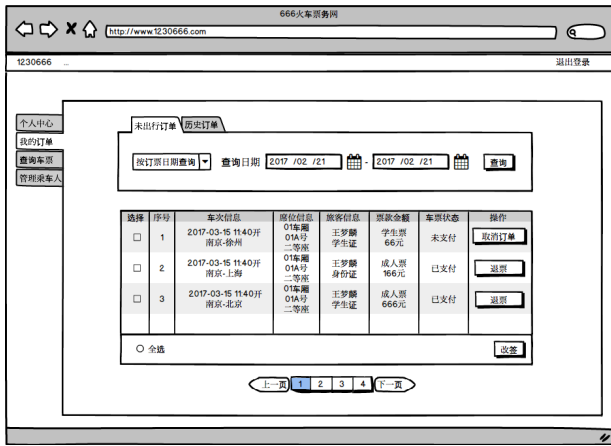 666火车票务网
http://www.1230666.com
1230666 ...
退出登录
个人中心
我的订单
查询车票
管理乘车人
未出行订单 历史订单
按订票日期查询 查询日期 2017 /02 /21 - 2017 /02 /21 查询
选择 序号 车次信息 席位信息 旅客信息 票款金额 车票状态 操作
1 2017-03-15 11:40开 南京-徐州 01车厢 01A号 二等座 王梦麟 学生证 学生票 66元 未支付 取消订单
2 2017-03-15 11:40开 南京-上海 01车厢 01A号 二等座 王梦麟 身份证 成人票 166元 已支付 退票
3 2017-03-15 11:40开 南京-北京 01车厢 01A号 二等座 王梦麟 学生证 成人票 666元 已支付 退票
全选 改签
上一页 1 2 3 4 下一页